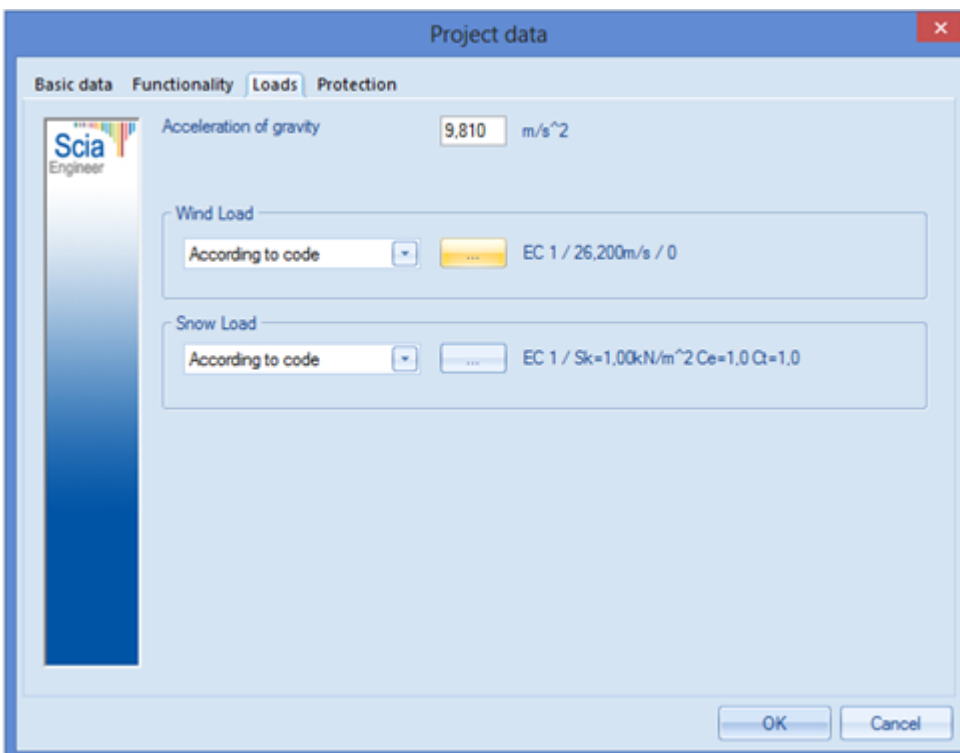 Project data
Basic data Functionality Loads Protection
Scia
Engineer
Acceleration of gravity 9,810 m/s^2
Wind Load
According to code ... EC 1 / 26,200m/s / 0
Snow Load
According to code ... EC 1 / Sk=1,00kN/m^2 Ce=1,0 Ct=1,0
OK Cancel